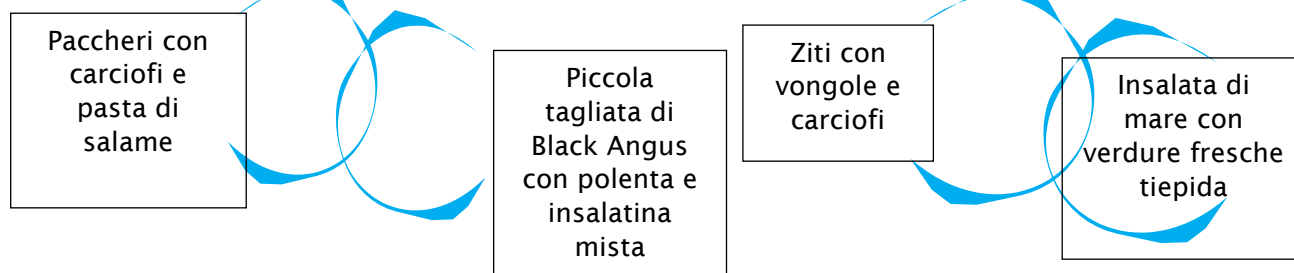 Paccheri con
carciofi e
pasta di
salame
Piccola
tagliata di
Black Angus
con polenta e
insalatina
mista
Ziti con
vongole e
carciofi
Insalata di
mare con
verdure fresche
tiepida